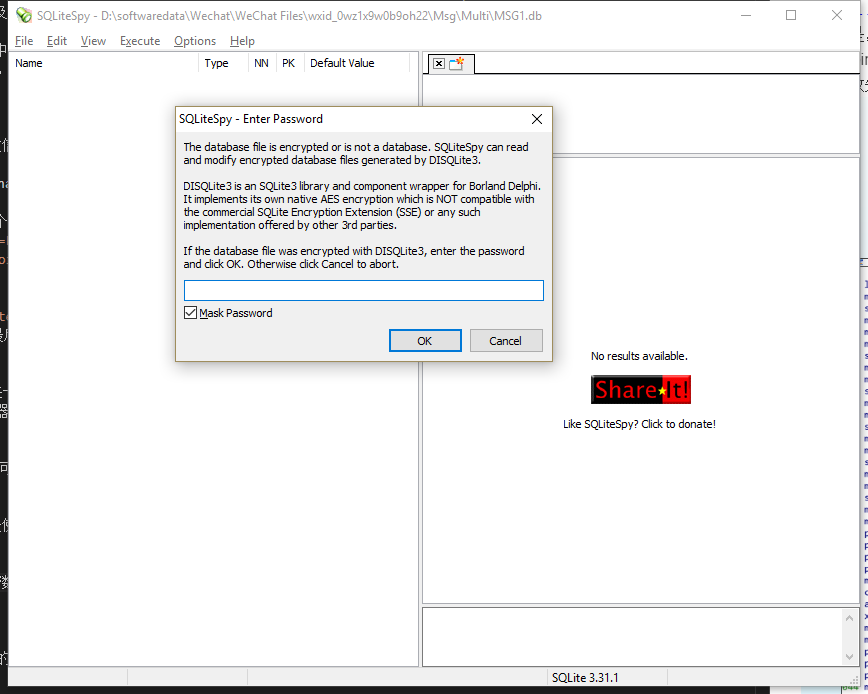 SQLiteSpy - D:\softwaredata\Wechat\WeChat Files\wxid_0wz1x9w0b9oh22\Msg\Multi\MSG1.db
File Edit View Execute Options Help
Name Type NN PK Default Value
SQLiteSpy - Enter Password
The database file is encrypted or is not a database. SQLiteSpy can read
and modify encrypted database files generated by DISQLite3.
DISQLite3 is an SQLite3 library and component wrapper for Borland Delphi.
It implements its own native AES encryption which is NOT compatible with
the commercial SQLite Encryption Extension (SSE) or any such
implementation offered by other 3rd parties.
If the database file was encrypted with DISQLite3, enter the password
and click OK. Otherwise click Cancel to abort.
Mask Password
OK Cancel
No results available.
Share It!
Like SQLiteSpy? Click to donate!
SQLite 3.31.1